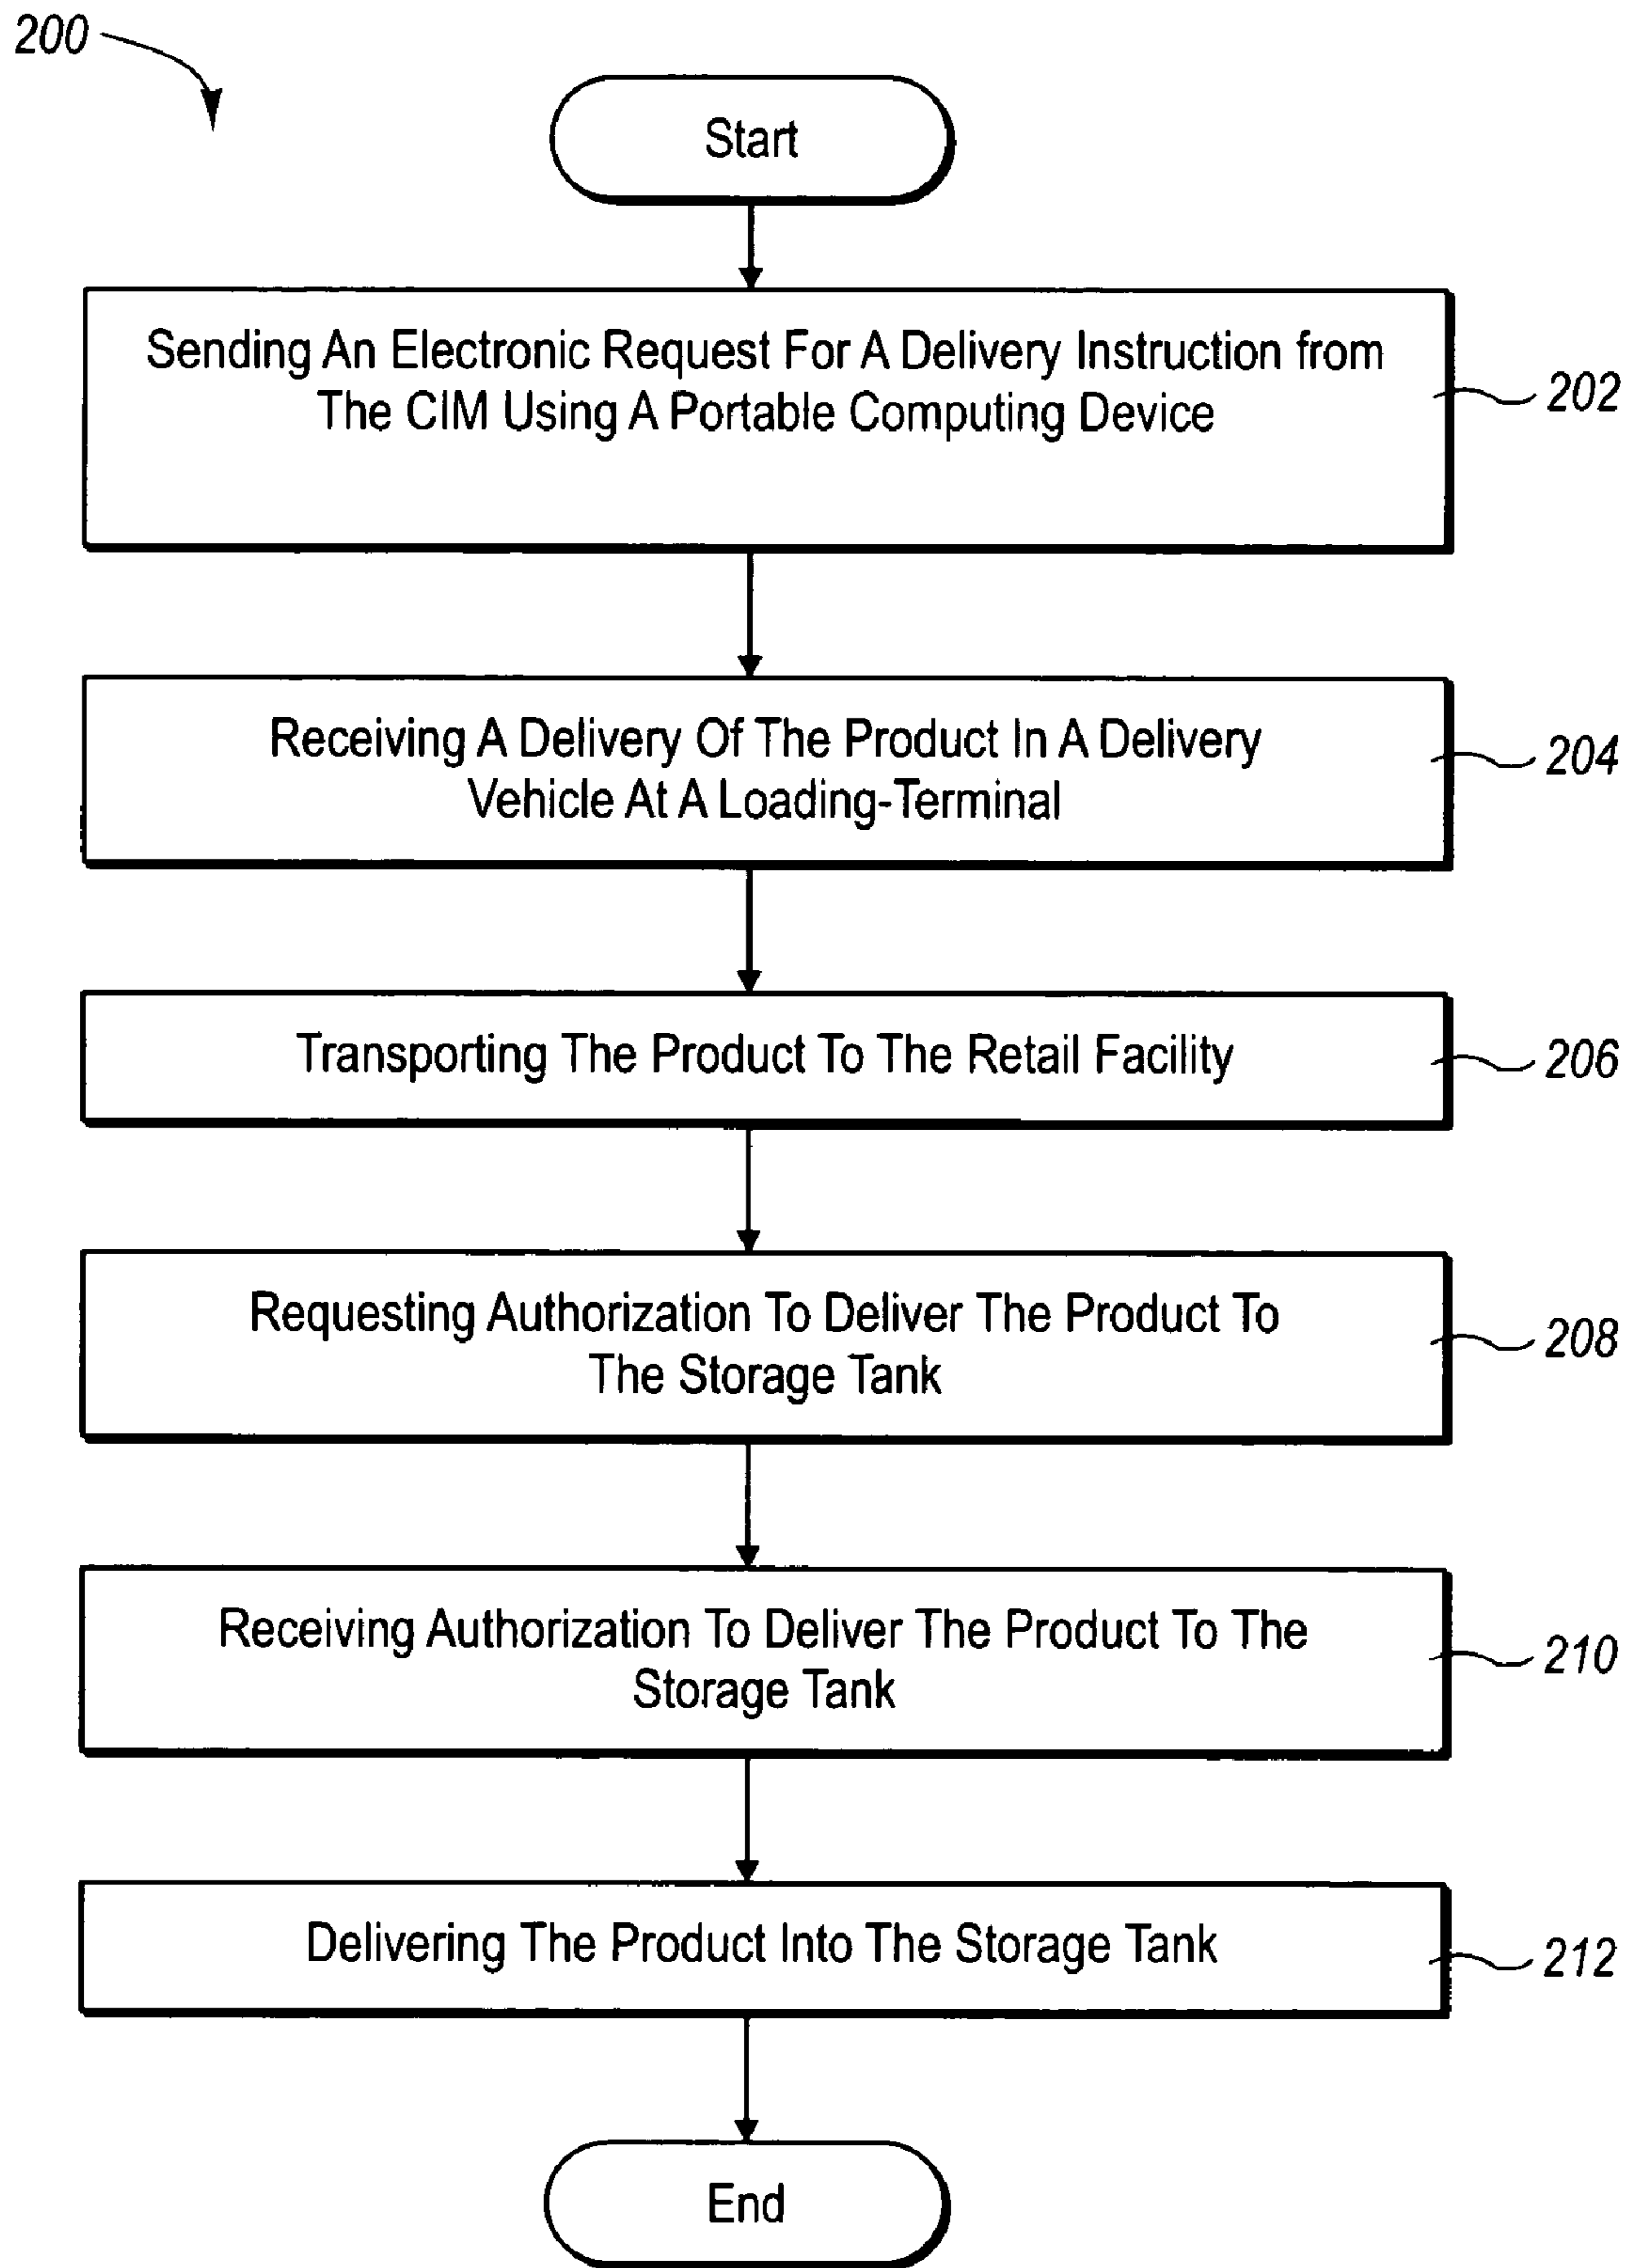 200
Start
Sending An Electronic Request For A Delivery Instruction from
The CIM Using A Portable Computing Device
202
Receiving A Delivery Of The Product In A Delivery
Vehicle At A Loading-Terminal
204
Transporting The Product To The Retail Facility
206
Requesting Authorization To Deliver The Product To
The Storage Tank
208
Receiving Authorization To Deliver The Product To The
Storage Tank
210
Delivering The Product Into The Storage Tank
212
End